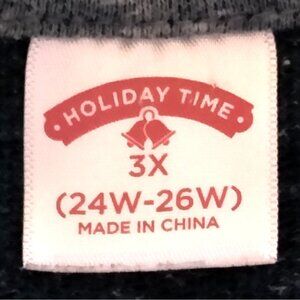 • HOLIDAY TIME •
3X
(24W-26W)
MADE IN CHINA